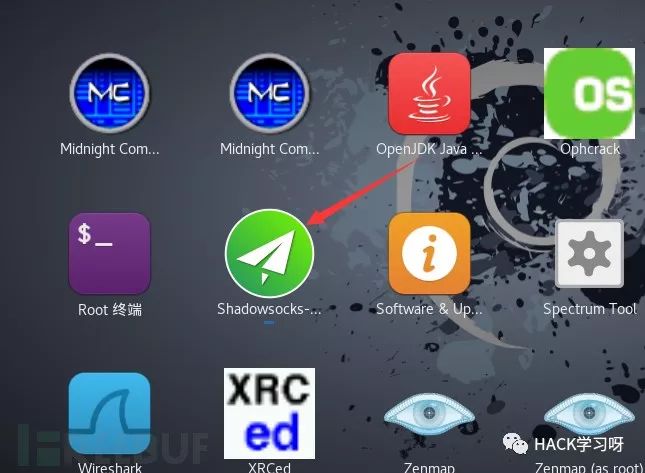 MC
MC
OS
Midnight Com...
Midnight Com...
OpenJDK Java ...
Ophcrack
$_
i
Root 终端
Shadowsocks-...
Software & Up...
Spectrum Tool
XRC
ed
HACK学习呀
Wireshark
XRCed
Zenmap
Zenmap (as root)